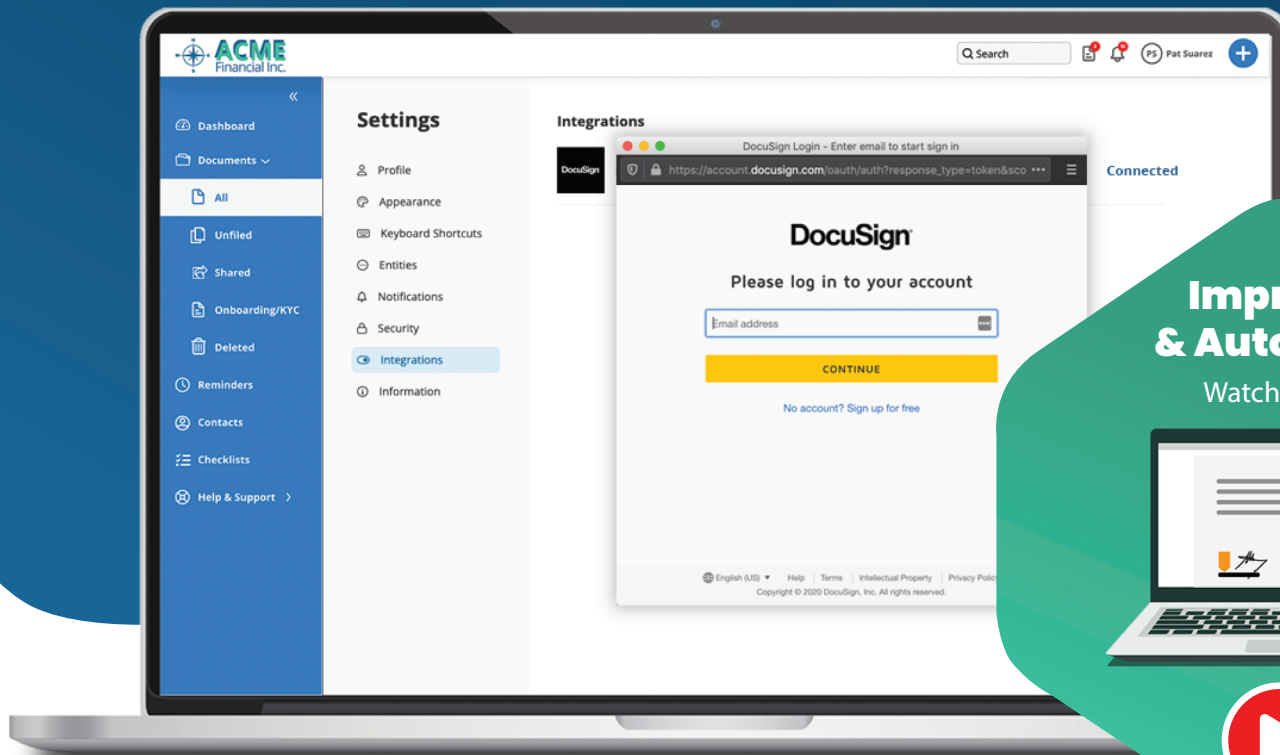 ACME
Financial Inc.
Search
PS Pat Suarez
Dashboard
Documents
All
Unfiled
Shared
Onboarding/KYC
Deleted
Reminders
Contacts
Checklists
Help & Support
Settings
Profile
Appearance
Keyboard Shortcuts
Entities
Notifications
Security
Integrations
Information
Integrations
DocuSign
Connected
DocuSign Login - Enter email to start sign in
https://account.docusign.com/oauth/auth?response_type=token&sco
DocuSign
Please log in to your account
Email address
CONTINUE
No account? Sign up for free
English (US) Help Terms Intellectual Property Privacy Polic
Copyright © 2020 DocuSign, Inc. All rights reserved.
Impr
& Auto
Watch